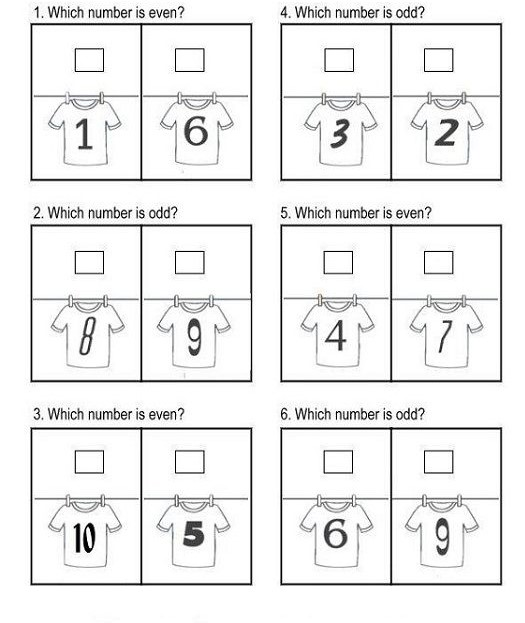 1. Which number is even?
1 6
2. Which number is odd?
8 9
3. Which number is even?
10 5
4. Which number is odd?
3 2
5. Which number is even?
4 7
6. Which number is odd?
6 9